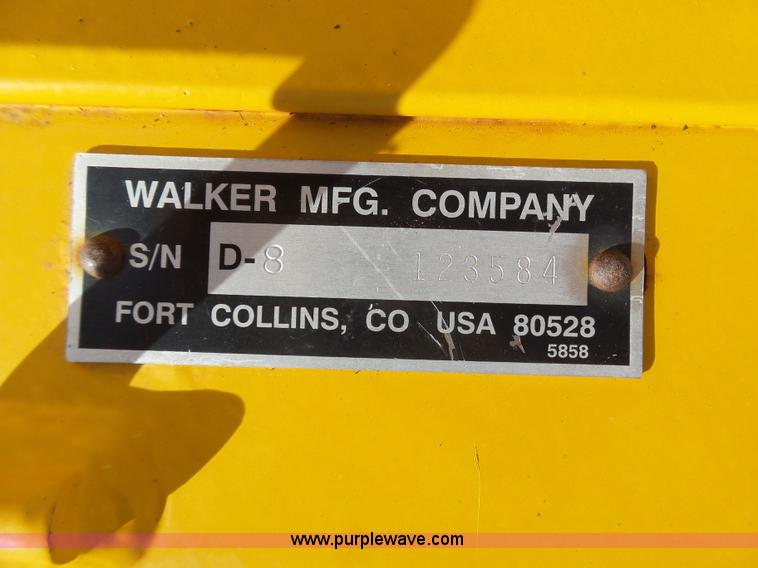 WALKER MFG. COMPANY
S/N D-8 123584
FORT COLLINS, CO USA 80528
5858
www.purplewave.com